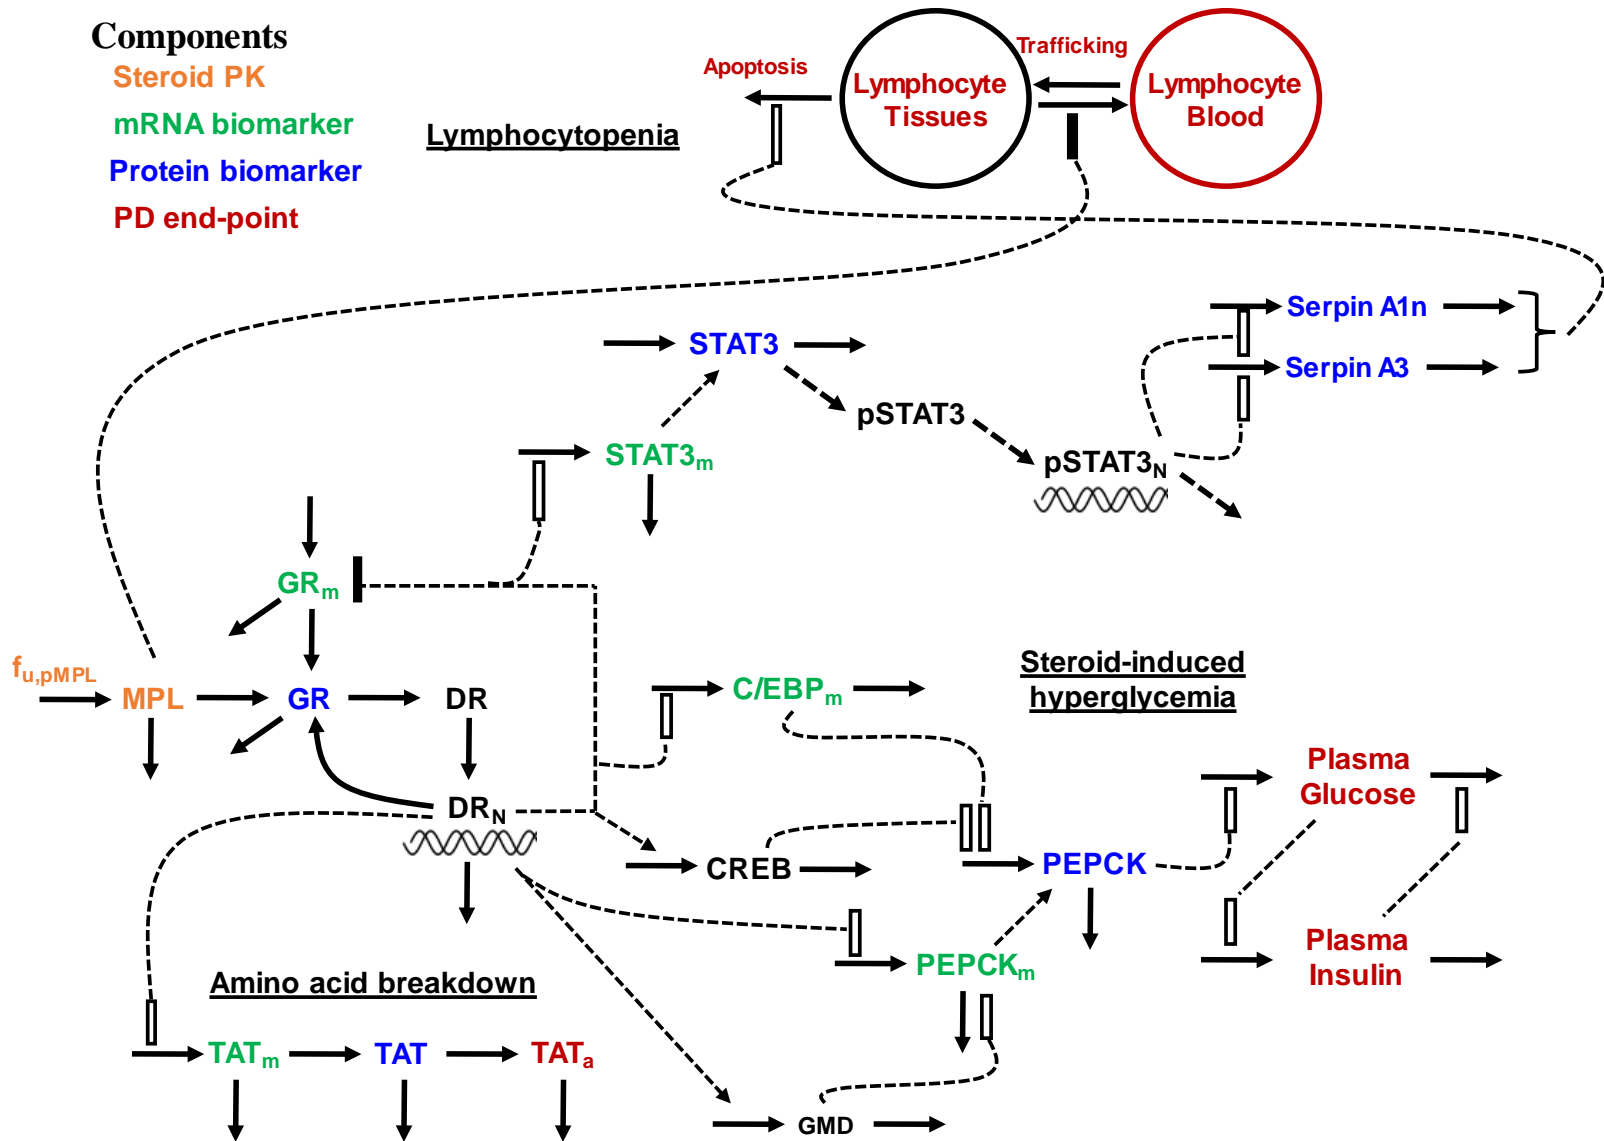 Components
Steroid PK
mRNA biomarker
Protein biomarker
PD end-point
Lymphocytopenia
Apoptosis
Lymphocyte
Tissues
Trafficking
Lymphocyte
Blood
Serpin A1n
Serpin A3
STAT3
pSTAT3
pSTAT3N
STAT3m
GRm
fu,pMPL
MPL
GR
DR
DRN
C/EBPm
CREB
Steroid-induced
hyperglycemia
Plasma
Glucose
PEPCK
PEPCKm
Plasma
Insulin
Amino acid breakdown
TATm
TAT
TATa
GMD